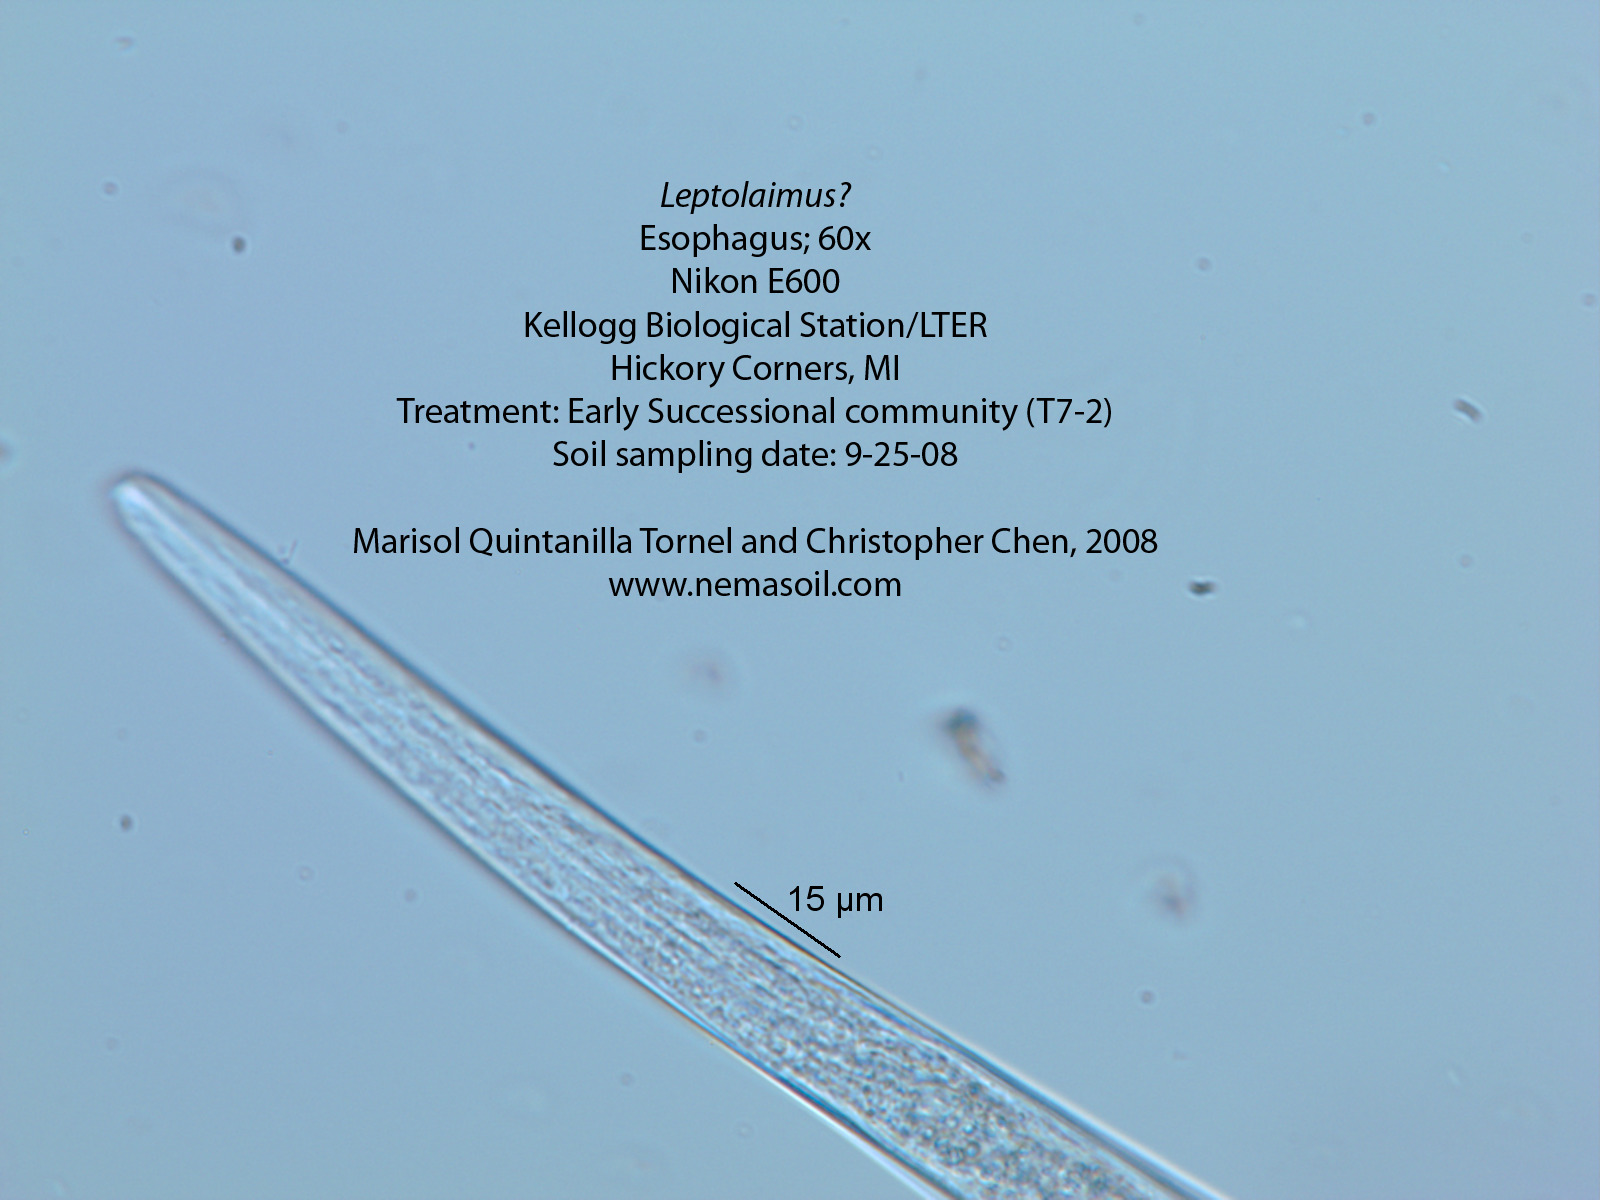 Leptolaimus?
Esophagus; 60x
Nikon E600
Kellogg Biological Station/LTER
Hickory Corners, MI
Treatment: Early Successional community (T7-2)
Soil sampling date: 9-25-08
Marisol Quintanilla Tornel and Christopher Chen, 2008
www.nemasoil.com
15 µm